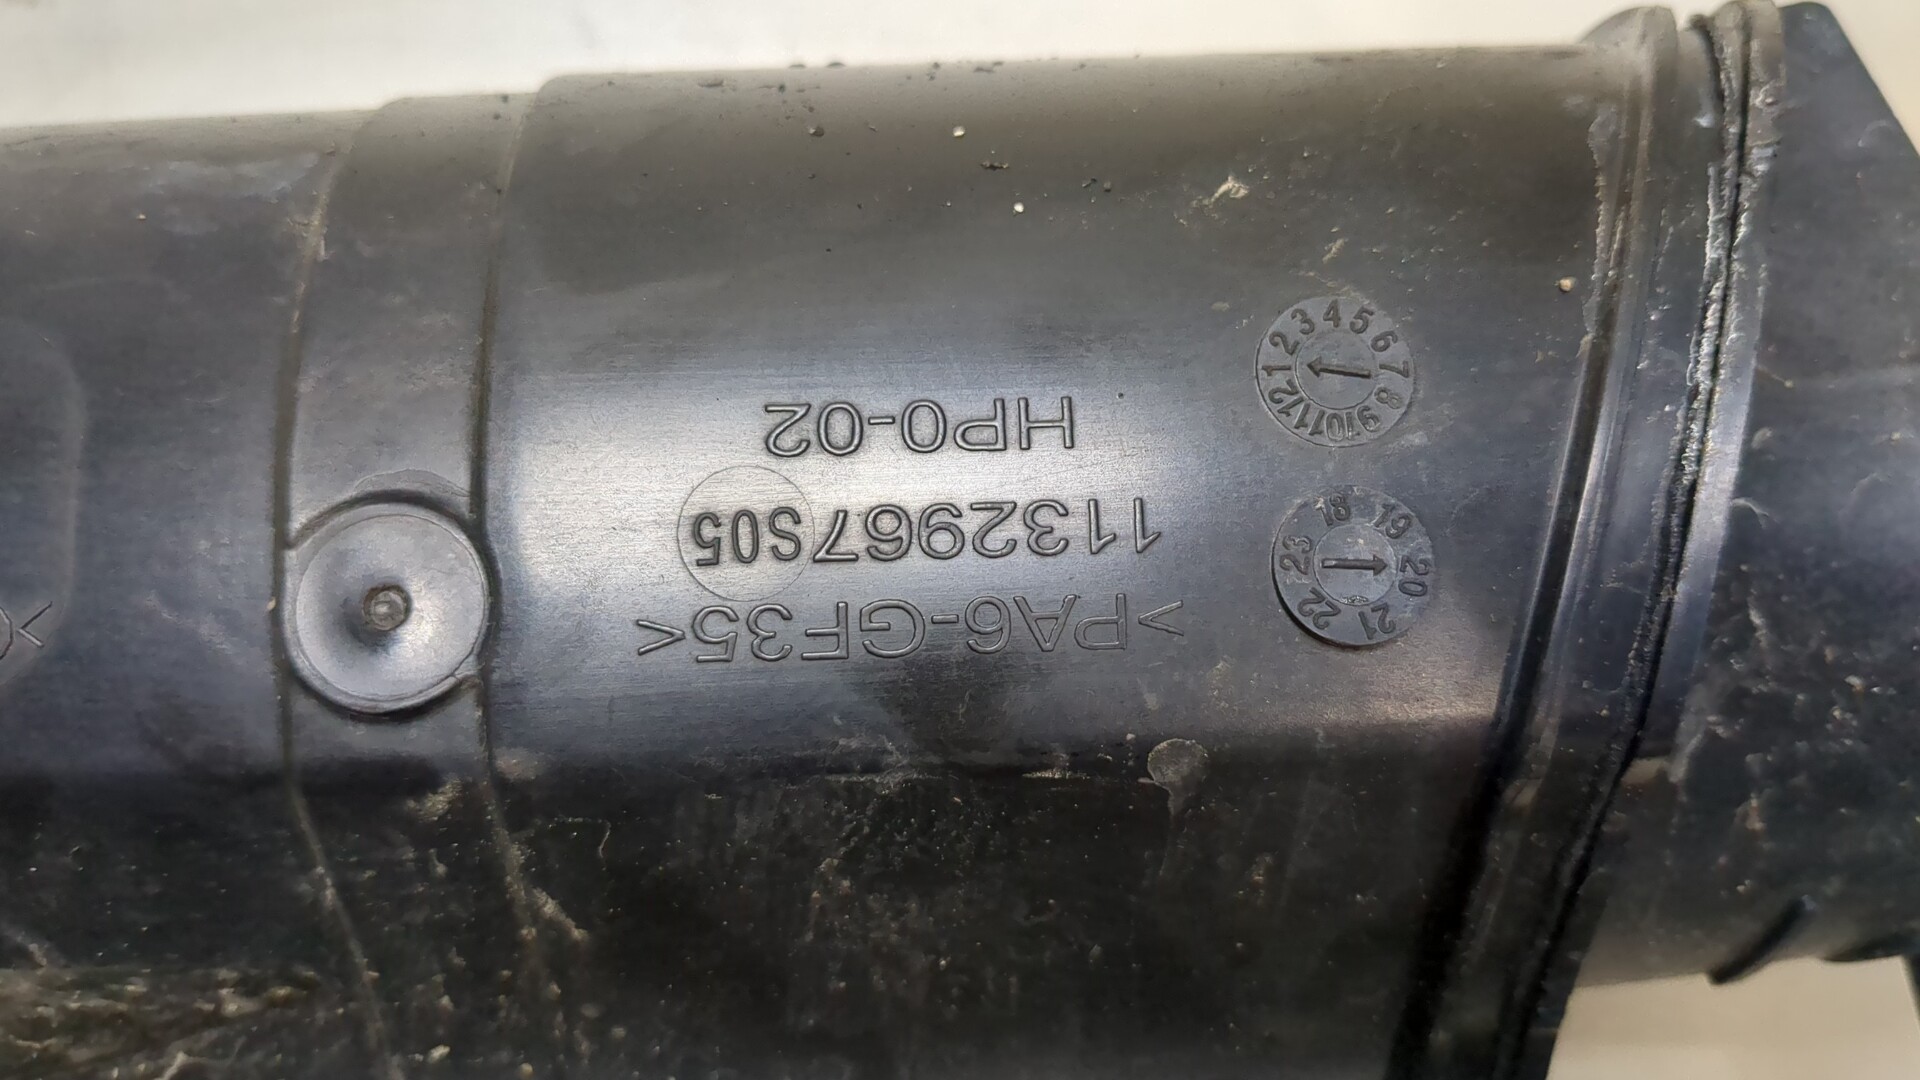 >PA6-GF35<
1132967S05
HP0-02
1 2 3 4 5 6 7 8 9 10 11 12
18 19 20 21 22 23